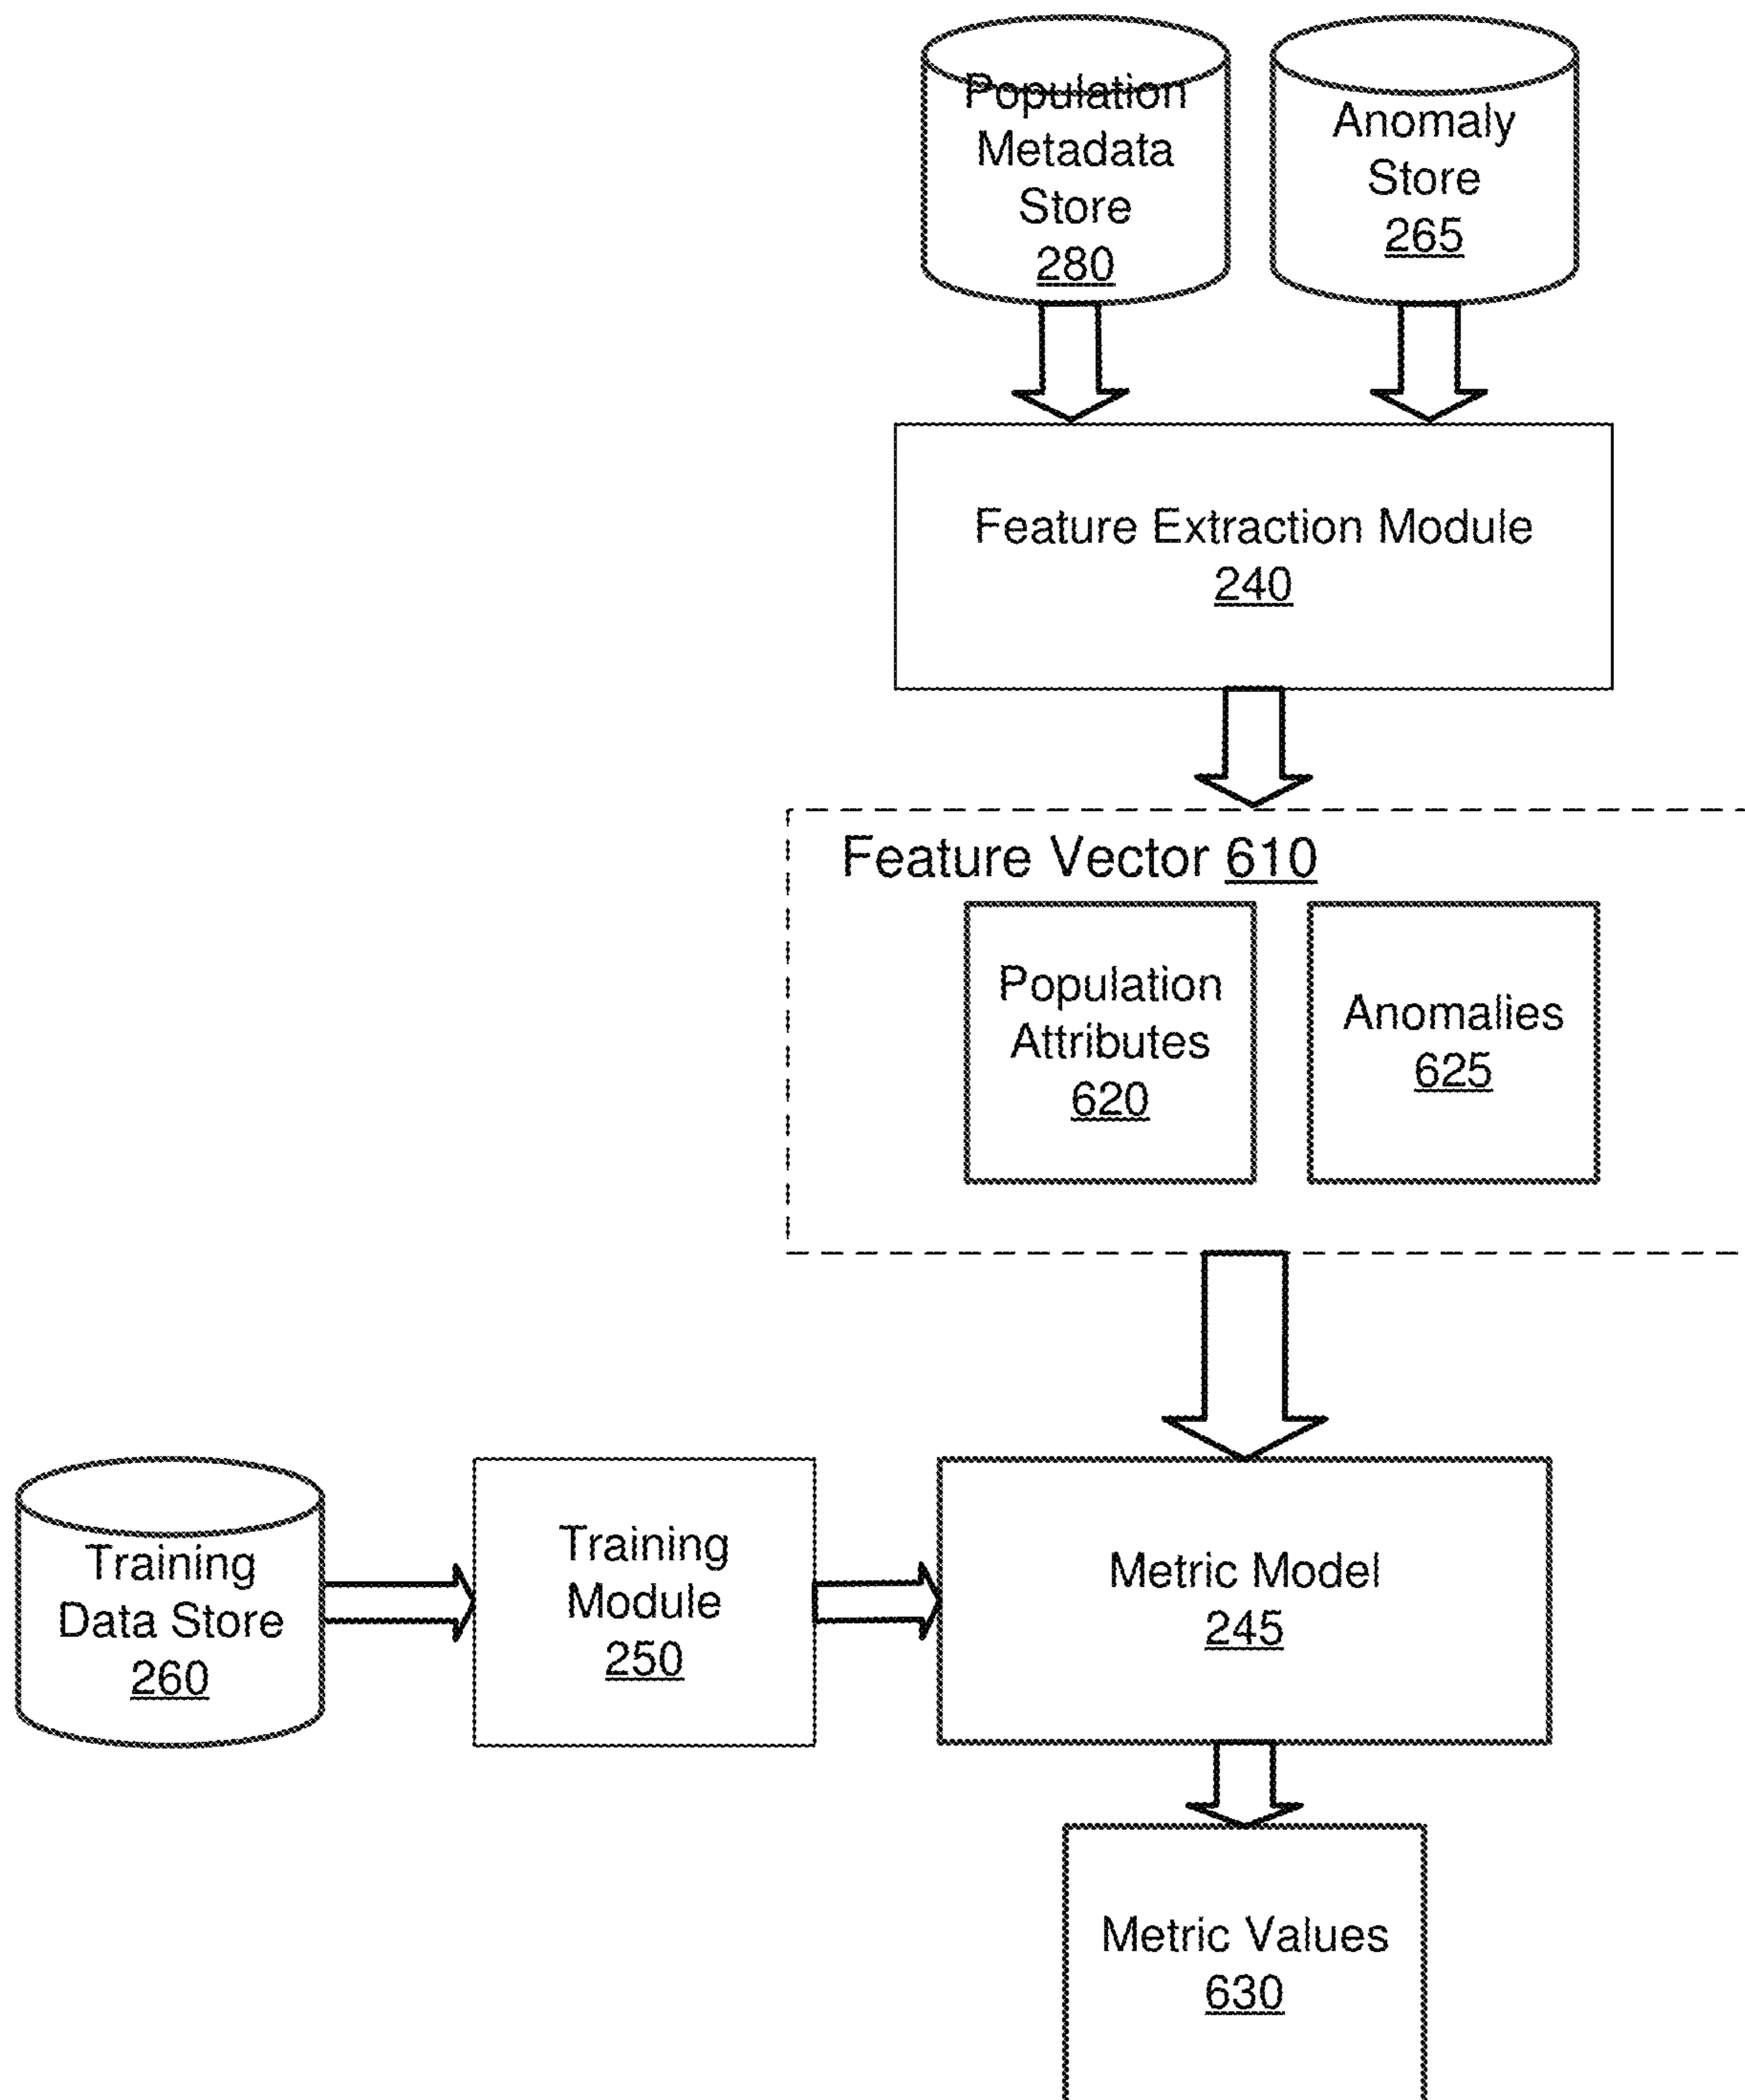 Population
Metadata
Store
280
Anomaly
Store
265
Feature Extraction Module
240
Feature Vector 610
Population
Attributes
620
Anomalies
625
Training
Data Store
260
Training
Module
250
Metric Model
245
Metric Values
630